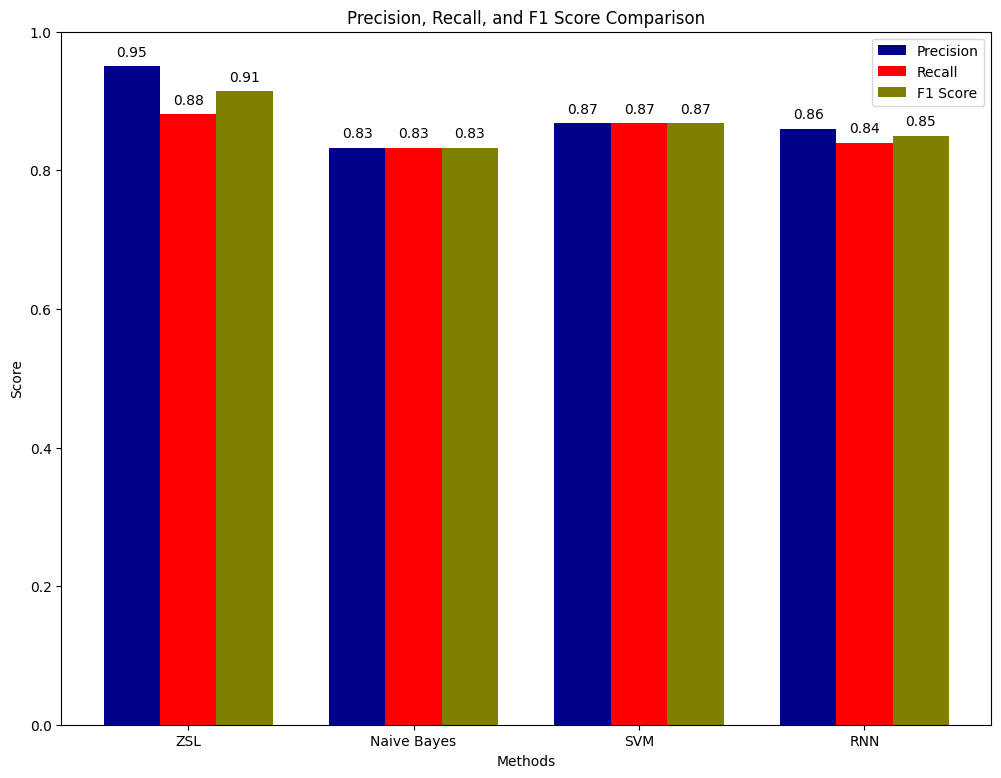 Precision, Recall, and F1 Score Comparison
1.0
0.8
0.6
0.4
0.2
0.0
Score
0.95
0.88
0.91
0.83
0.83
0.83
0.87
0.87
0.87
0.86
0.84
0.85
Precision
Recall
F1 Score
ZSL
Naive Bayes
SVM
RNN
Methods